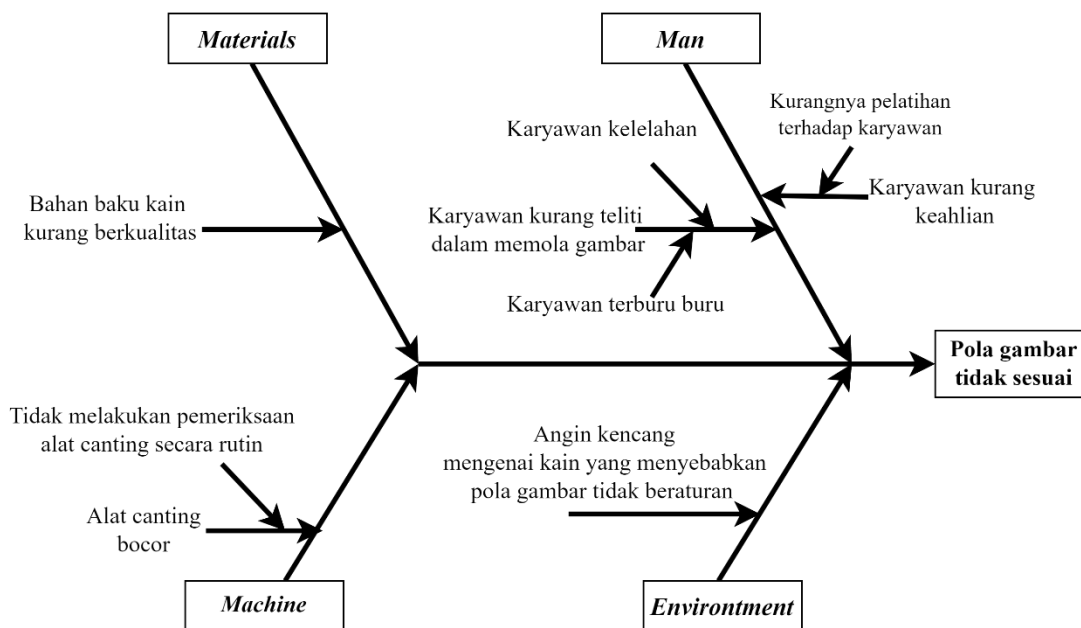 Materials
Man
Kurangnya pelatihan
terhadap karyawan
Karyawan kelelahan
Karyawan kurang
keahlian
Bahan baku kain
kurang berkualitas
Karyawan kurang teliti
dalam memola gambar
Karyawan terburu buru
Pola gambar
tidak sesuai
Tidak melakukan pemeriksaan
alat canting secara rutin
Angin kencang
mengenai kain yang menyebabkan
pola gambar tidak beraturan
Alat canting
bocor
Machine
Environtment